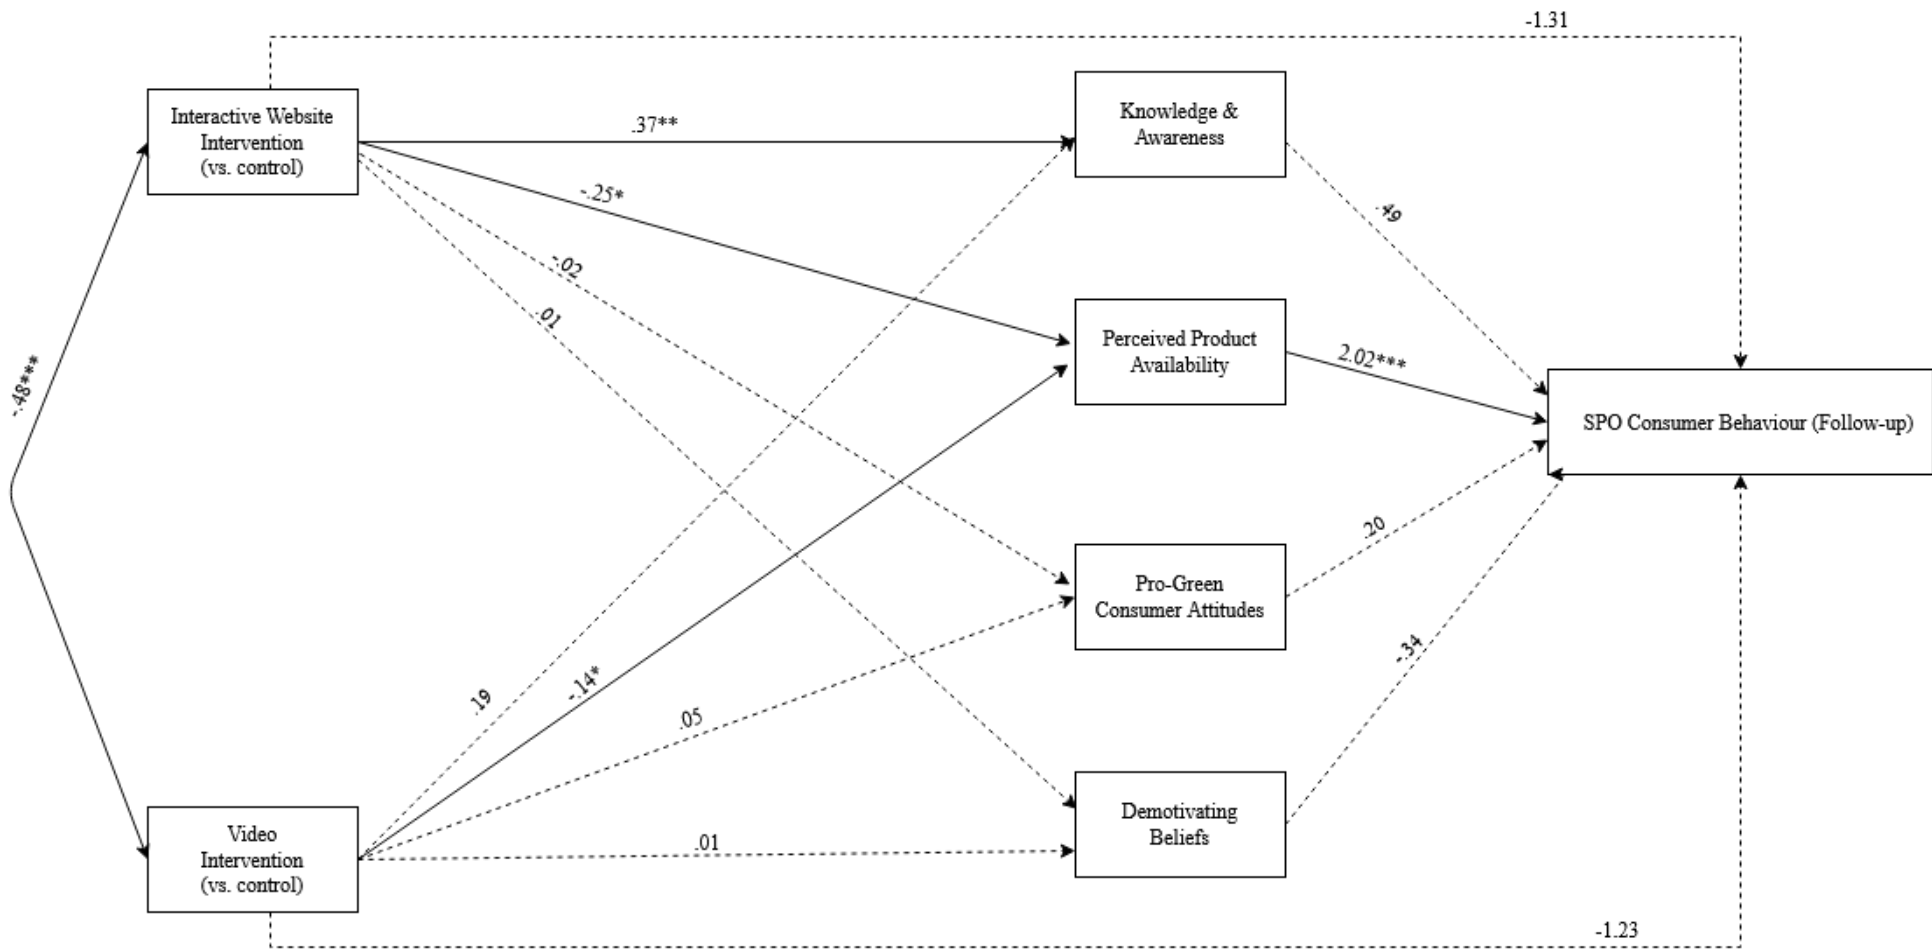 -1.31
Interactive Website
Intervention
(vs. control)
.37**
Knowledge &
Awareness
-.25*
.49
-.02
.01
Perceived Product
Availability
2.02***
-.48***
SPO Consumer Behaviour (Follow-up)
.20
Pro-Green
Consumer Attitudes
-.34
-.14*
.19
.05
Video
Intervention
(vs. control)
.01
Demotivating
Beliefs
-1.23